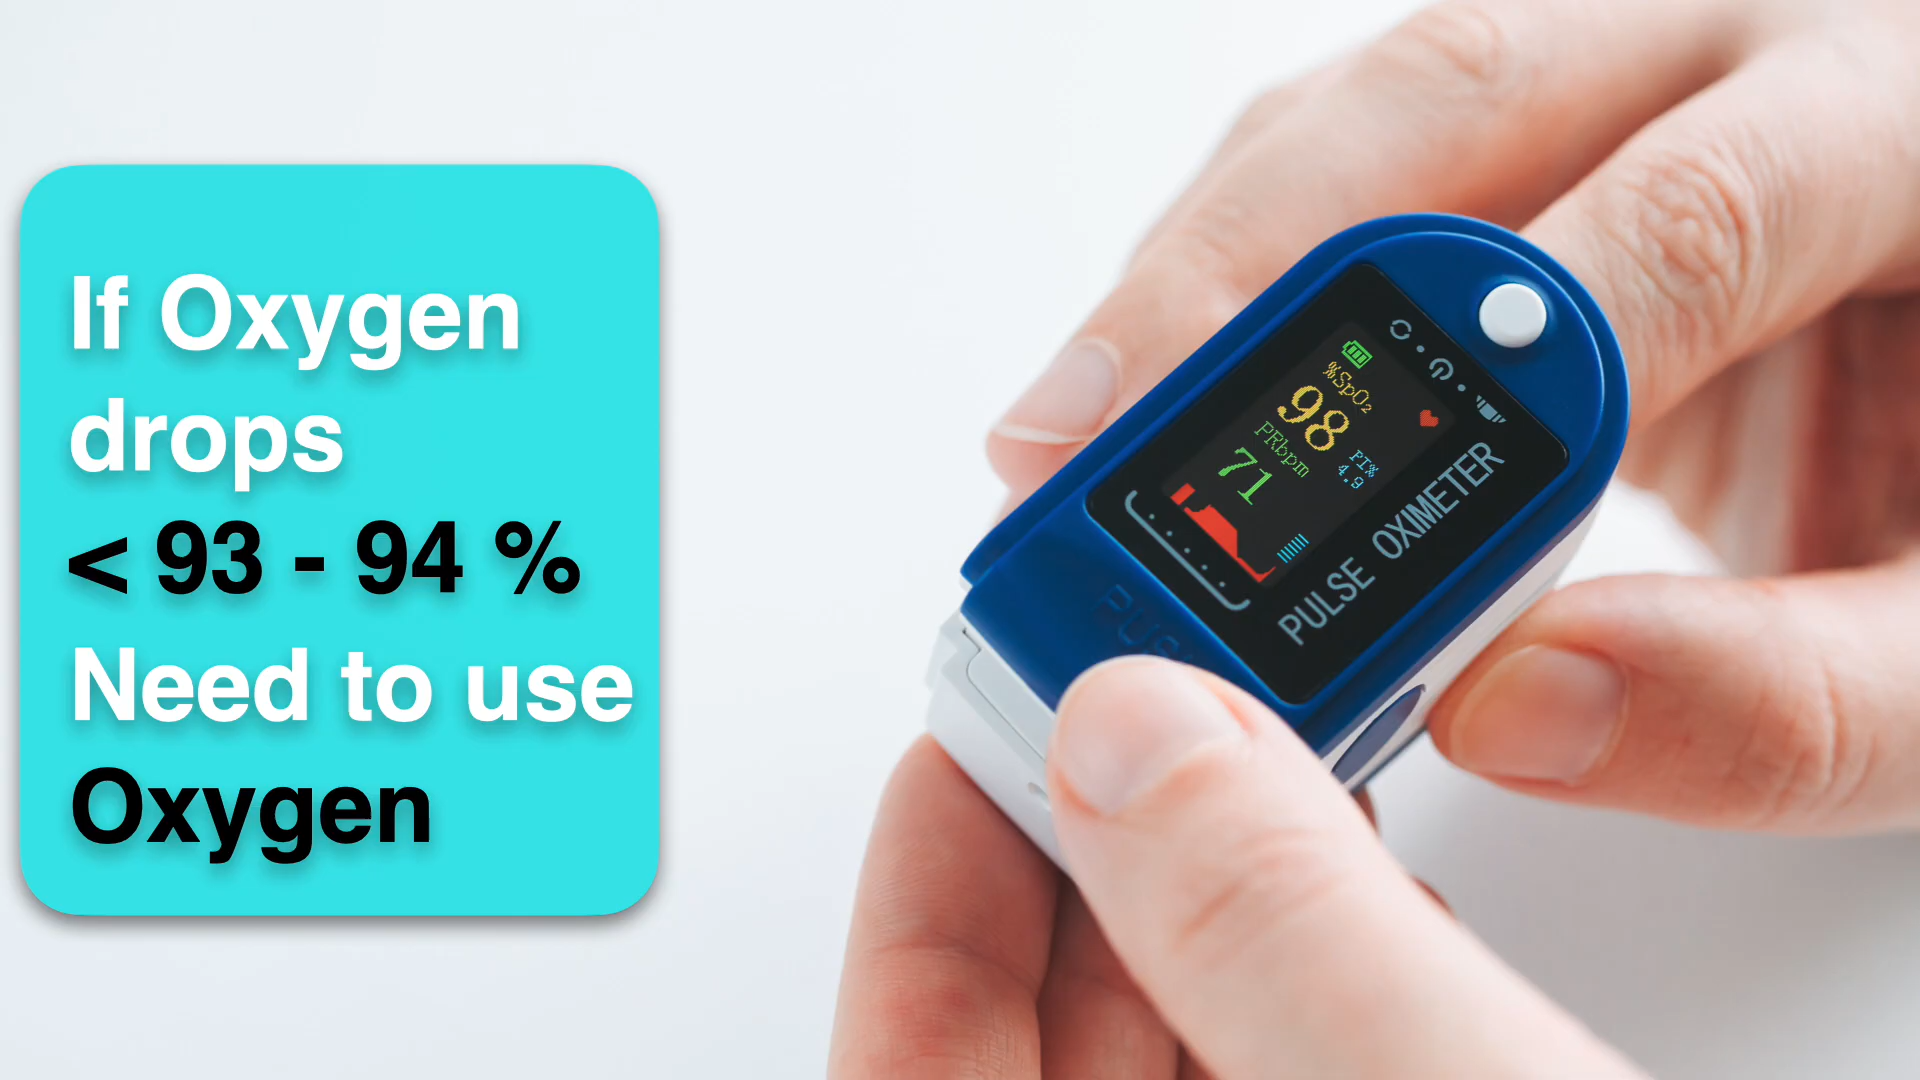 If Oxygen
drops
< 93 - 94 %
Need to use
Oxygen
%SpO₂
98
PRbpm
71
PI%
4.9
PULSE OXIMETER